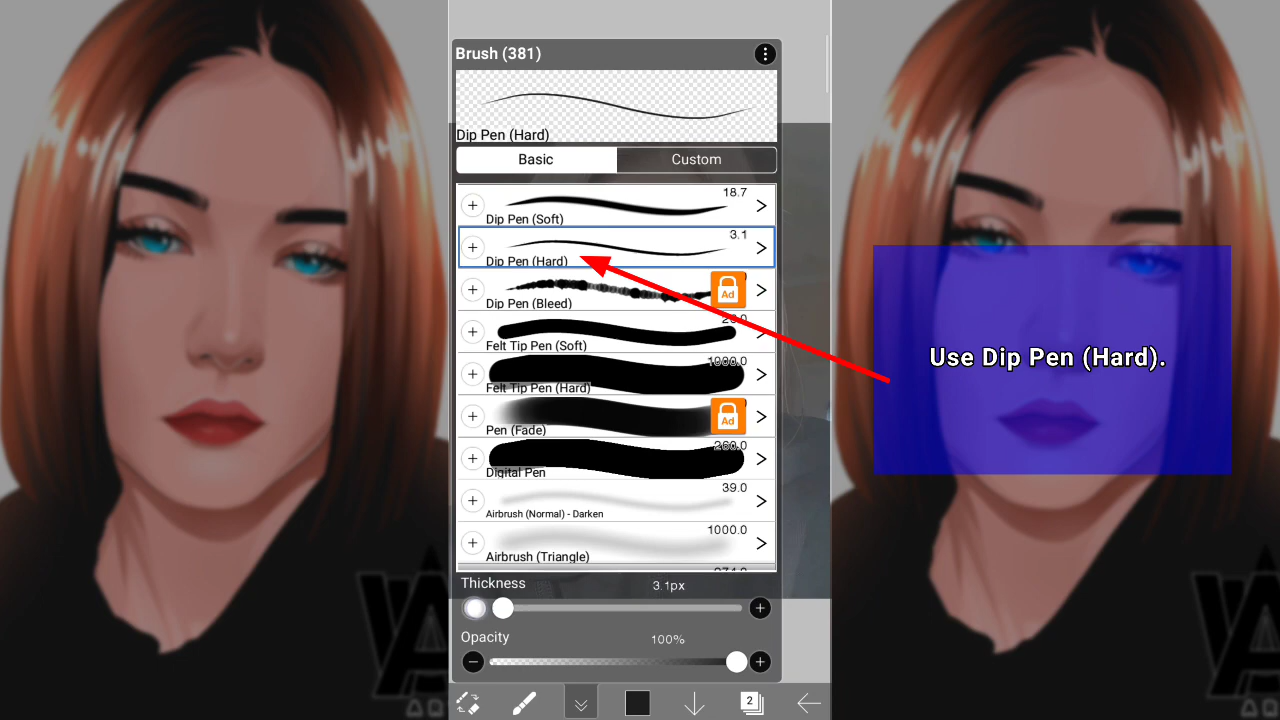 Brush (381)
Dip Pen (Hard)
Basic
Custom
18.7
Dip Pen (Soft)
3.1
Dip Pen (Hard)
Ad
Dip Pen (Bleed)
Felt Tip Pen (Soft)
1000.0
Felt Tip Pen (Hard)
Ad
Pen (Fade)
260.0
Digital Pen
39.0
Airbrush (Normal) - Darken
1000.0
Airbrush (Triangle)
Thickness
3.1px
Opacity
100%
2
Use Dip Pen (Hard).